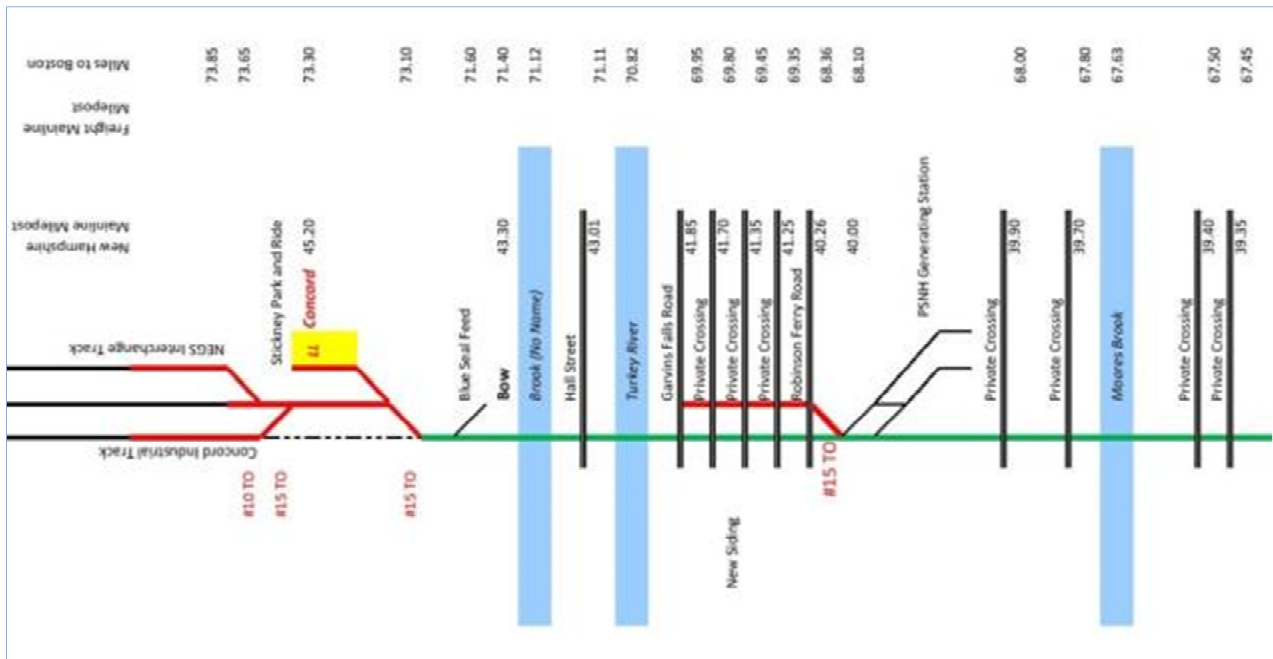 Miles to Boston
73.85
73.65
73.30
73.10
71.60
71.40
71.12
71.11
70.82
69.95
69.80
69.45
69.35
68.36
68.10
68.00
67.80
67.63
67.50
67.45
Freight Mainline
Milepost
New Hampshire
Mainline Milepost
45.20
43.30
43.01
41.85
41.70
41.35
41.25
40.26
40.00
39.90
39.70
39.40
39.35
NEGS Interchange Track
Stickney Park and Ride
Concord
LL
Blue Seal Feed
Bow
Brook (No Name)
Hall Street
Turkey River
Garvins Falls Road
Private Crossing
Private Crossing
Private Crossing
Robinson Ferry Road
PSNH Generating Station
Private Crossing
Private Crossing
Moores Brook
Private Crossing
Private Crossing
Concord Industrial Track
#10 TO
#15 TO
#15 TO
#15 TO
New Siding